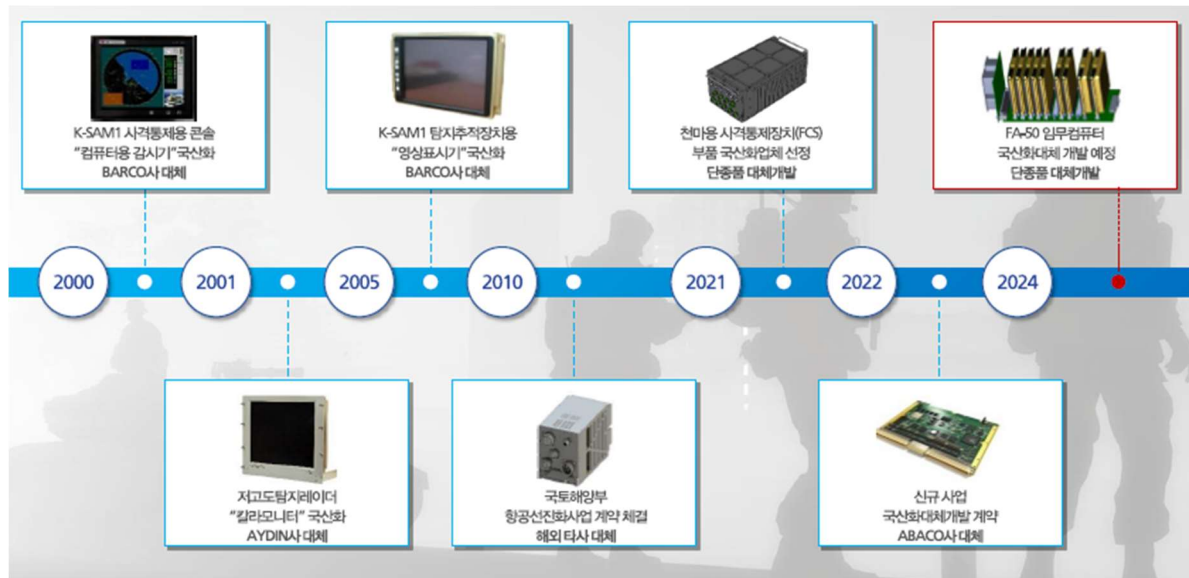 K-SAM1 사격통제용 콘솔
“컴퓨터용 감시기”국산화
BARCO사 대체
K-SAM1 탐지추적장치용
“영상표시기”국산화
BARCO사 대체
천마용 사격통제장치(FCS)
부품 국산화업체 선정
단종품 대체개발
FA-50 임무컴퓨터
국산화대체 개발 예정
단종품 대체개발
2000
2001
2005
2010
2021
2022
2024
저고도탐지레이더
“칼라모니터” 국산화
AYDIN사 대체
국토해양부
항공선진화사업 계약 체결
해외 타사 대체
신규 사업
국산화대체개발 계약
ABACO사 대체